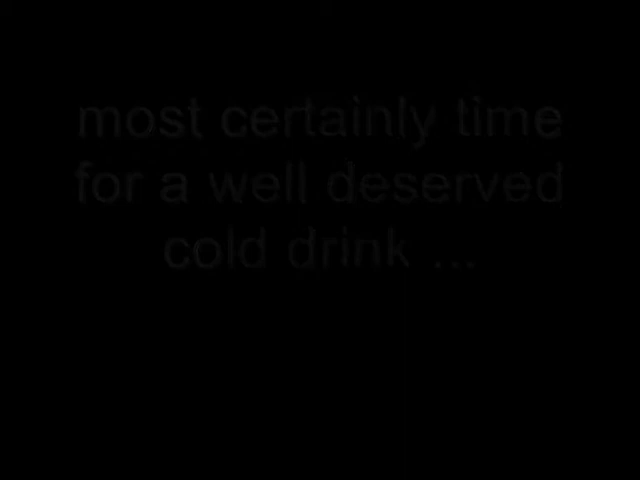 most certainly time
for a well deserved
cold drink ...